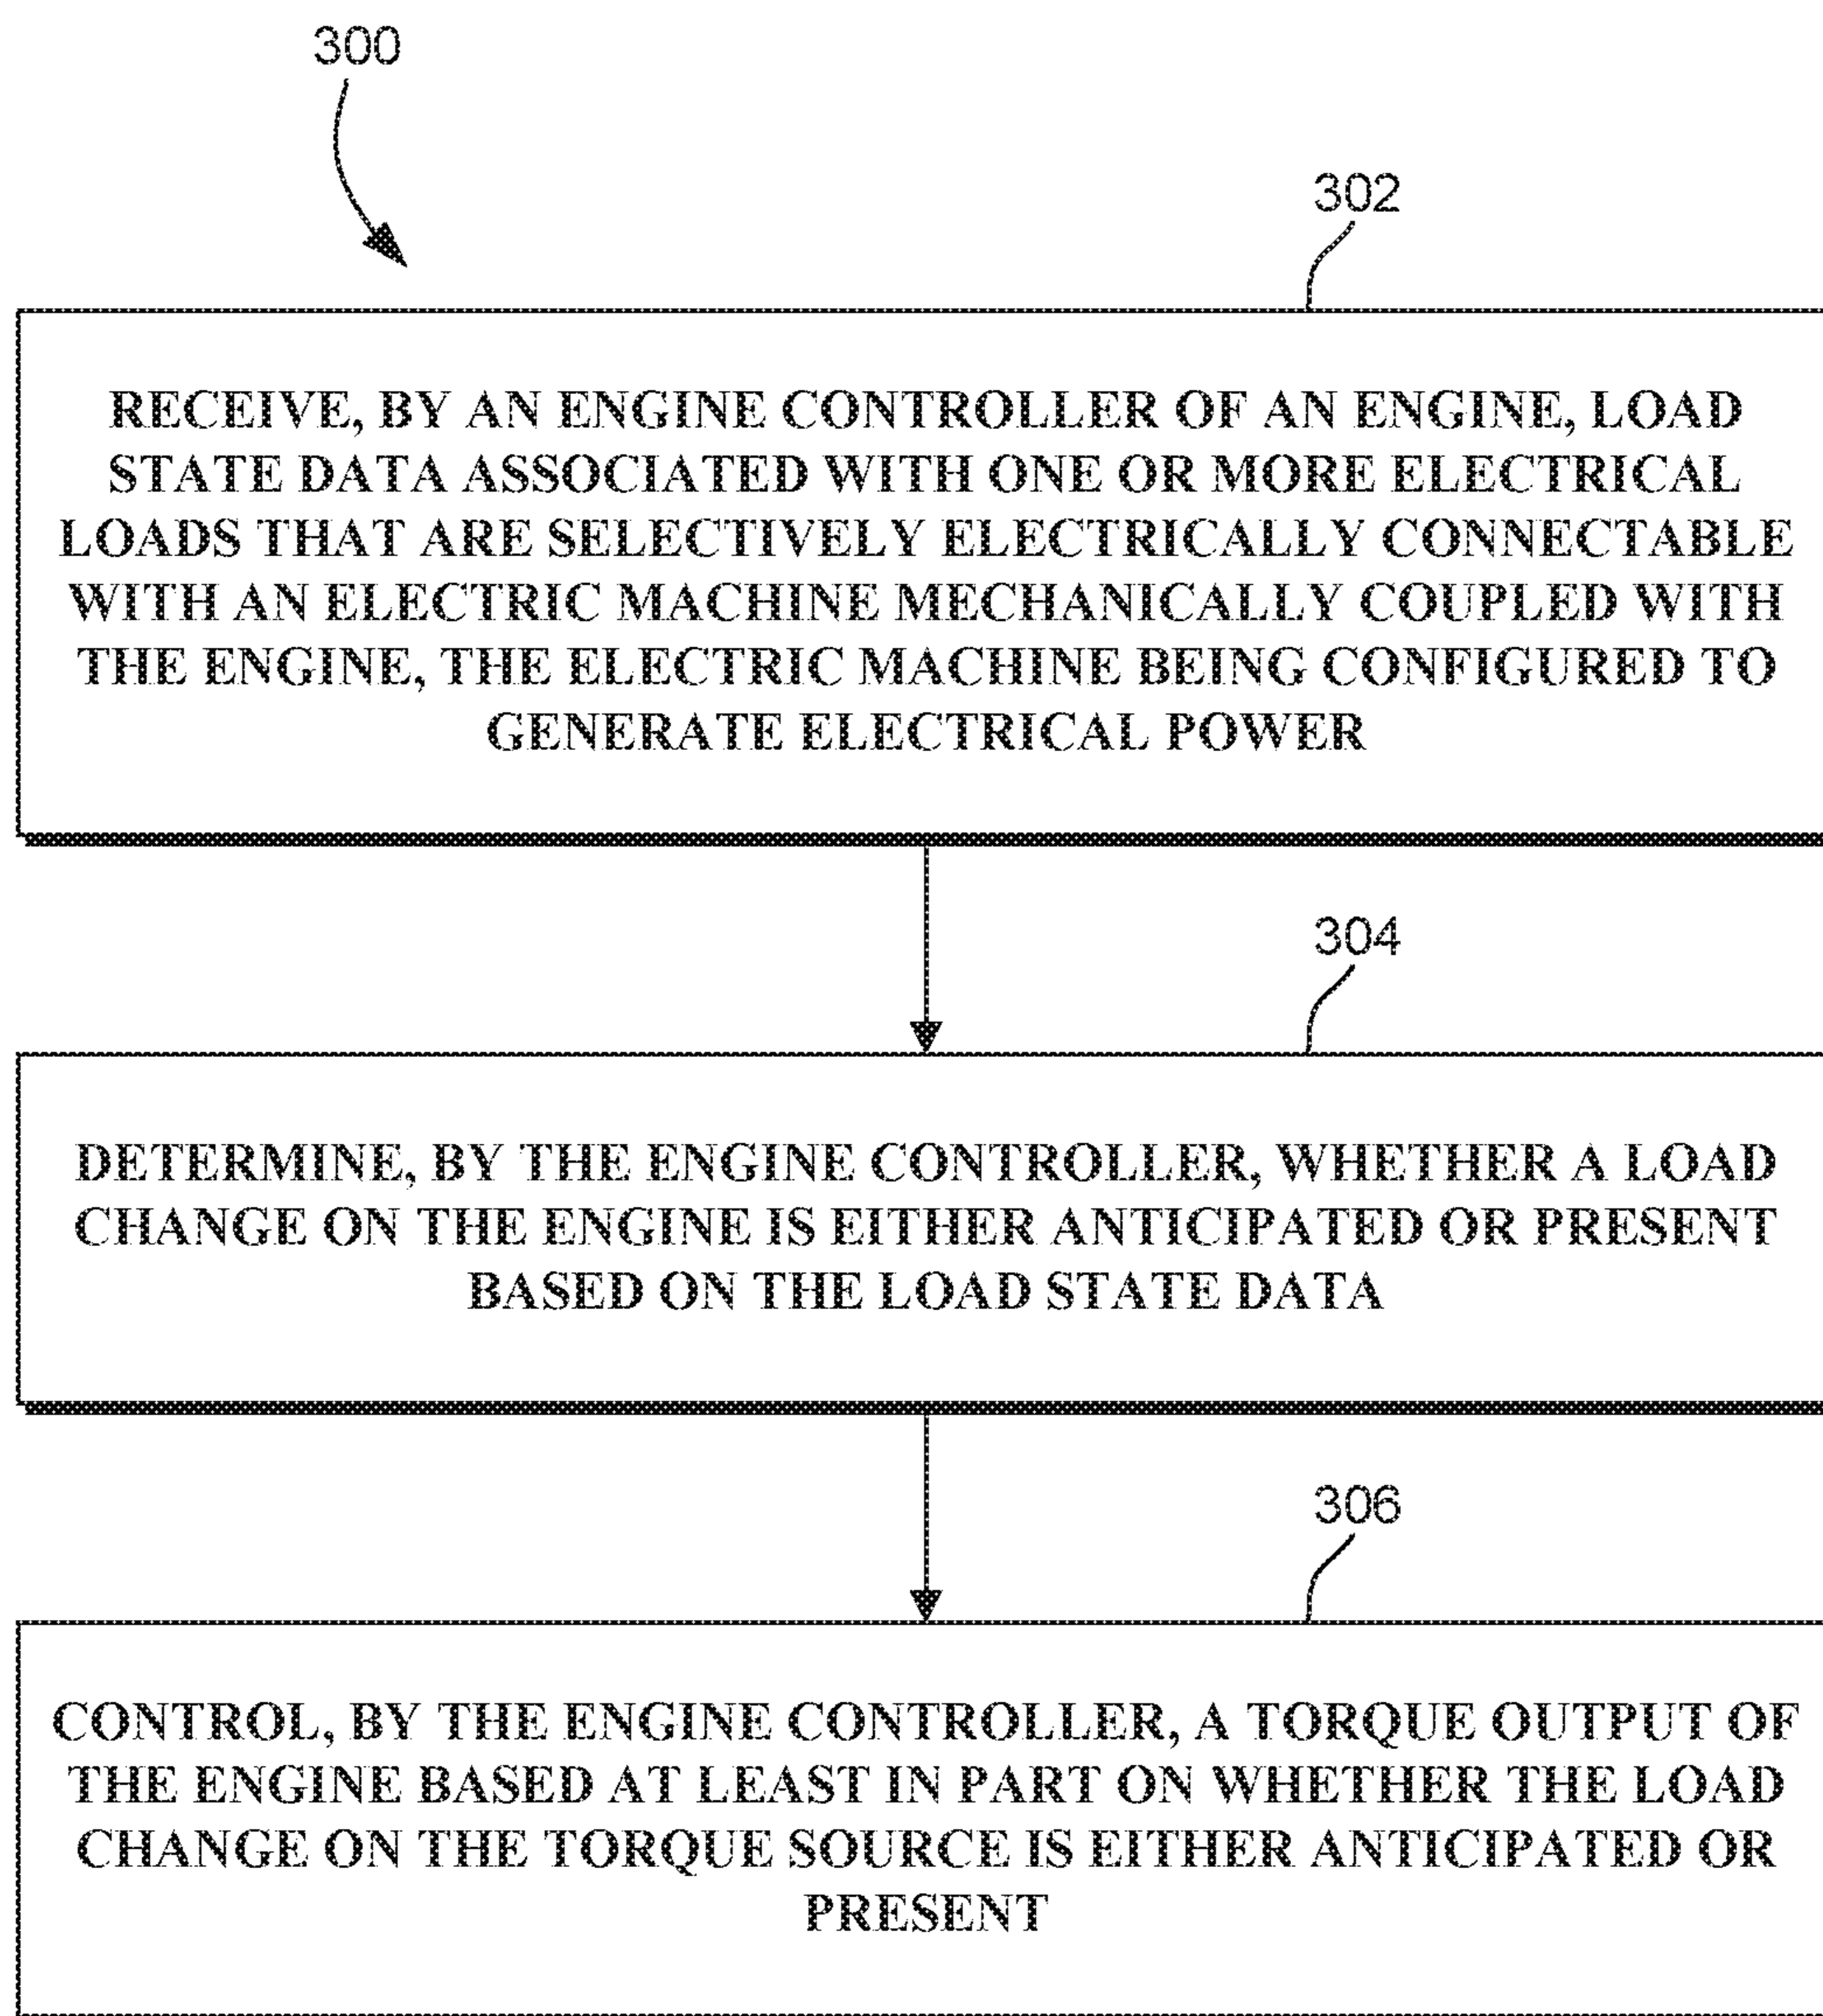 300
302
RECEIVE, BY AN ENGINE CONTROLLER OF AN ENGINE, LOAD
STATE DATA ASSOCIATED WITH ONE OR MORE ELECTRICAL
LOADS THAT ARE SELECTIVELY ELECTRICALLY CONNECTABLE
WITH AN ELECTRIC MACHINE MECHANICALLY COUPLED WITH
THE ENGINE, THE ELECTRIC MACHINE BEING CONFIGURED TO
GENERATE ELECTRICAL POWER
304
DETERMINE, BY THE ENGINE CONTROLLER, WHETHER A LOAD
CHANGE ON THE ENGINE IS EITHER ANTICIPATED OR PRESENT
BASED ON THE LOAD STATE DATA
306
CONTROL, BY THE ENGINE CONTROLLER, A TORQUE OUTPUT OF
THE ENGINE BASED AT LEAST IN PART ON WHETHER THE LOAD
CHANGE ON THE TORQUE SOURCE IS EITHER ANTICIPATED OR
PRESENT